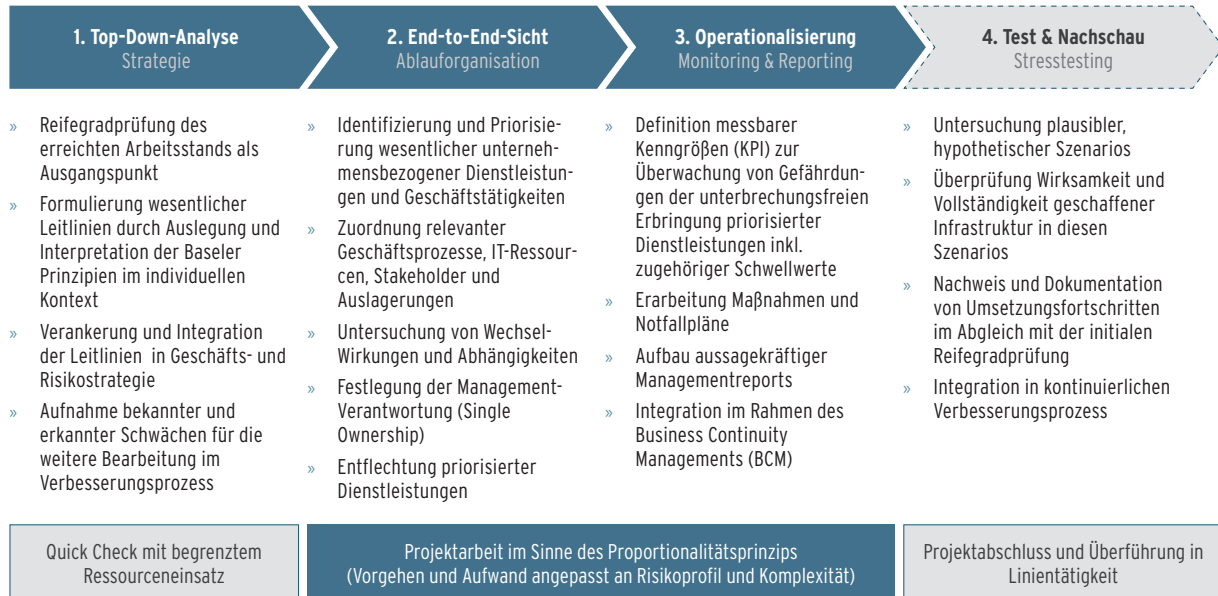 1. Top-Down-Analyse
Strategie
2. End-to-End-Sicht
Ablauforganisation
3. Operationalisierung
Monitoring & Reporting
4. Test & Nachschau
Stresstesting
» Reifegradprüfung des
erreichten Arbeitsstands als
Ausgangspunkt
» Formulierung wesentlicher
Leitlinien durch Auslegung und
Interpretation der Baseler
Prinzipien im individuellen
Kontext
» Verankerung und Integration
der Leitlinien in Geschäfts- und
Risikostrategie
» Aufnahme bekannter und
erkannter Schwächen für die
weitere Bearbeitung im
Verbesserungsprozess
» Identifizierung und Priorisie-
rung wesentlicher unterneh-
mensbezogener Dienstleistun-
gen und Geschäftstätigkeiten
» Zuordnung relevanter
Geschäftsprozesse, IT-Ressour-
cen, Stakeholder und
Auslagerungen
» Untersuchung von Wechsel-
Wirkungen und Abhängigkeiten
» Festlegung der Management-
Verantwortung (Single
Ownership)
» Entflechtung priorisierter
Dienstleistungen
» Definition messbarer
Kenngrößen (KPI) zur
Überwachung von Gefährdun-
gen der unterbrechungsfreien
Erbringung priorisierter
Dienstleistungen inkl.
zugehöriger Schwellwerte
» Erarbeitung Maßnahmen und
Notfallpläne
» Aufbau aussagekräftiger
Managementreports
» Integration im Rahmen des
Business Continuity
Managements (BCM)
» Untersuchung plausibler,
hypothetischer Szenarios
» Überprüfung Wirksamkeit und
Vollständigkeit geschaffener
Infrastruktur in diesen
Szenarios
» Nachweis und Dokumentation
von Umsetzungsfortschritten
im Abgleich mit der initialen
Reifegradprüfung
» Integration in kontinuierlichen
Verbesserungsprozess
Quick Check mit begrenztem
Ressourceneinsatz
Projektarbeit im Sinne des Proportionalitätsprinzips
(Vorgehen und Aufwand angepasst an Risikoprofil und Komplexität)
Projektabschluss und Überführung in
Linientätigkeit